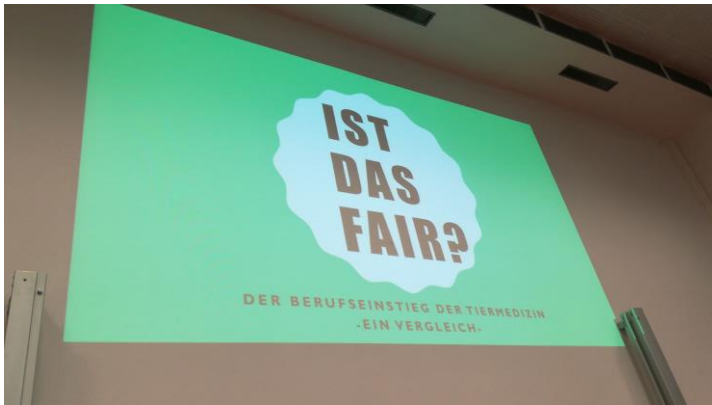 IST
DAS
FAIR?
DER BERUFSEINSTIEG DER TIERMEDIZIN
-EIN VERGLEICH-